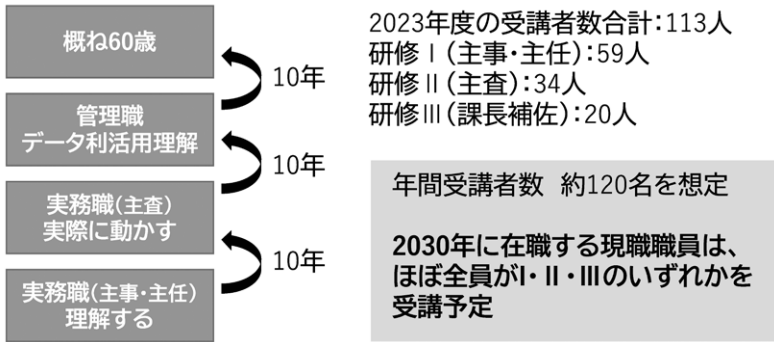 概ね60歳
10年
管理職
データ利活用理解
10年
実務職(主査)
実際に動かす
10年
実務職(主事・主任)
理解する
2023年度の受講者数合計:113人
研修Ⅰ(主事・主任):59人
研修Ⅱ(主査):34人
研修Ⅲ(課長補佐):20人
年間受講者数 約120名を想定
2030年に在職する現職職員は、
ほぼ全員がⅠ・Ⅱ・Ⅲのいずれかを
受講予定